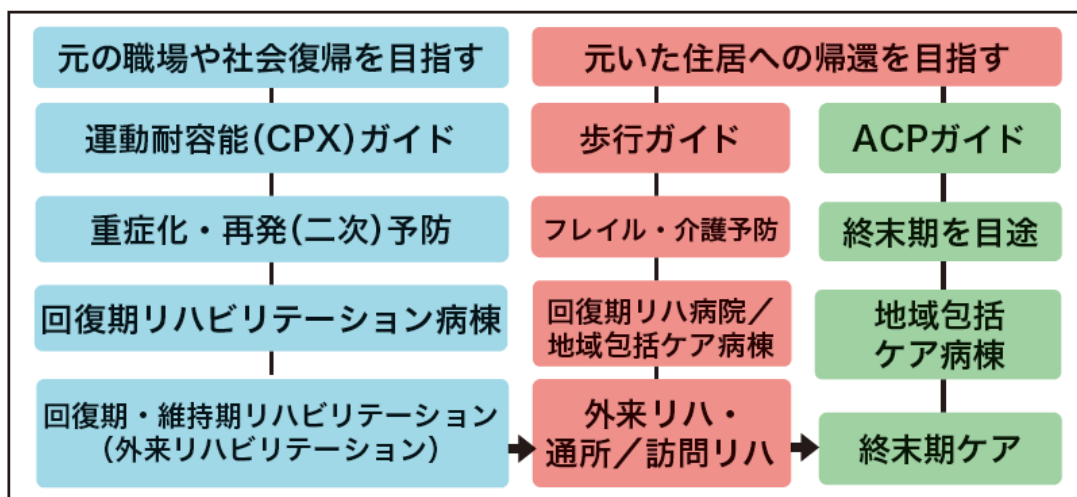 元の職場や社会復帰を目指す
運動耐容能(CPX)ガイド
重症化・再発(二次)予防
回復期リハビリテーション病棟
回復期・維持期リハビリテーション
(外来リハビリテーション)
元いた住居への帰還を目指す
歩行ガイド
フレイル・介護予防
回復期リハ病院／
地域包括ケア病棟
外来リハ・
通所／訪問リハ
ACPガイド
終末期を目途
地域包括
ケア病棟
終末期ケア